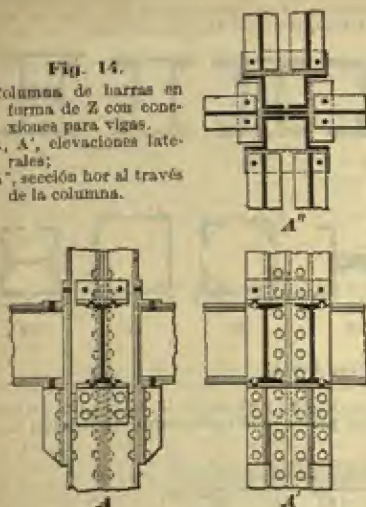 Fig. 14.
olumna de barras en
forma de Z con cone-
xiones para vigas.
, A', elevaciones late-
rales;
", sección hor al través
de la columna.
A"
A
A'